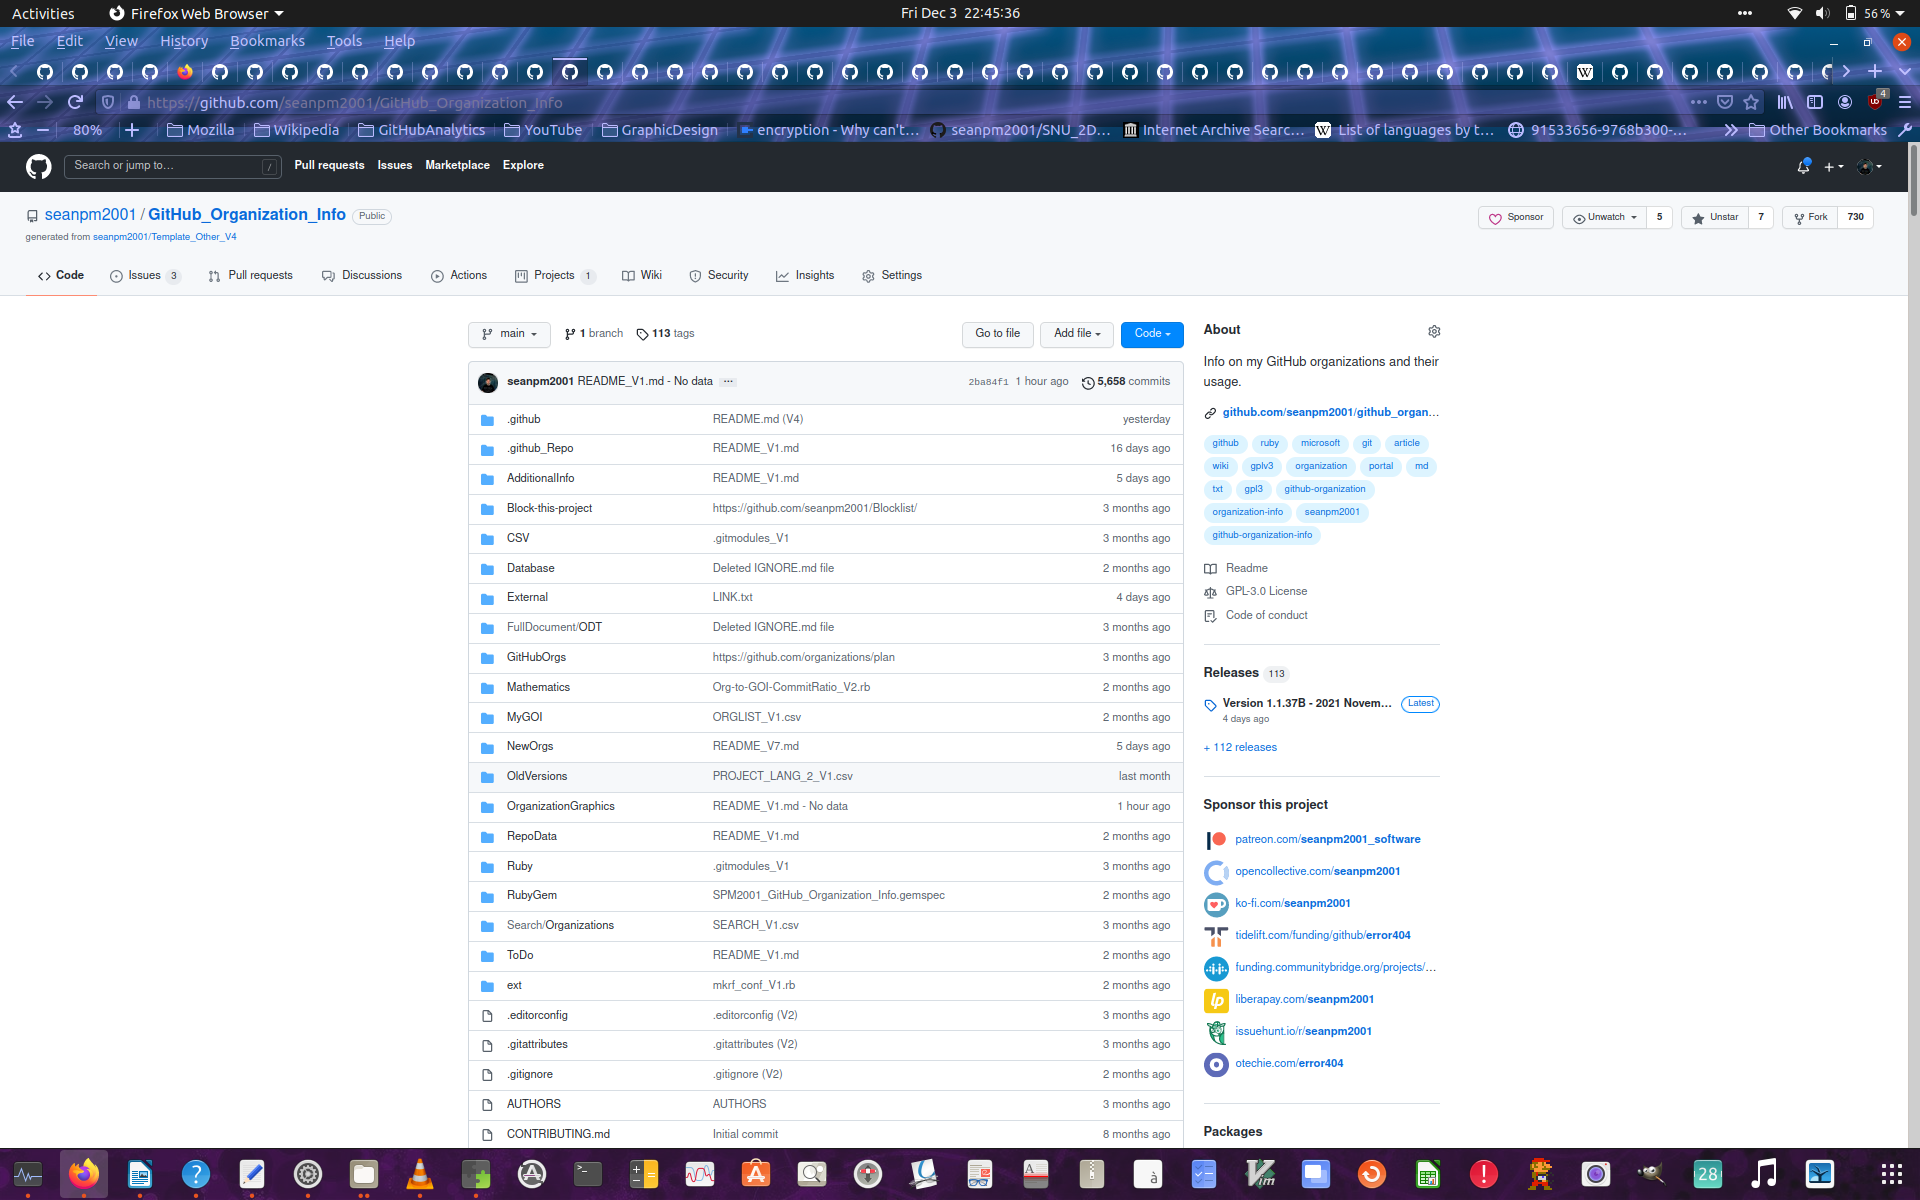 Activities Firefox Web Browser Fri Dec 3 22:45:36 56 %
File Edit View History Bookmarks Tools Help
https://github.com/seanpm2001/GitHub_Organization_Info 4
80% Mozilla Wikipedia GitHubAnalytics YouTube GraphicDesign encryption - Why can't… seanpm2001/SNU_2D… Internet Archive Searc… List of languages by t… 91533656-9768b300-… Other Bookmarks
Search or jump to… / Pull requests Issues Marketplace Explore
seanpm2001 / GitHub_Organization_Info Public Sponsor Unwatch 5 Unstar 7 Fork 730
generated from seanpm2001/Template_Other_V4
Code Issues 3 Pull requests Discussions Actions Projects 1 Wiki Security Insights Settings
main 1 branch 113 tags Go to file Add file Code
seanpm2001 README_V1.md - No data … 2ba84f1 1 hour ago 5,658 commits
.github README.md (V4) yesterday
.github_Repo README_V1.md 16 days ago
AdditionalInfo README_V1.md 5 days ago
Block-this-project https://github.com/seanpm2001/Blocklist/ 3 months ago
CSV .gitmodules_V1 3 months ago
Database Deleted IGNORE.md file 2 months ago
External LINK.txt 4 days ago
FullDocument/ODT Deleted IGNORE.md file 3 months ago
GitHubOrgs https://github.com/organizations/plan 3 months ago
Mathematics Org-to-GOI-CommitRatio_V2.rb 2 months ago
MyGOI ORGLIST_V1.csv 2 months ago
NewOrgs README_V7.md 5 days ago
OldVersions PROJECT_LANG_2_V1.csv last month
OrganizationGraphics README_V1.md - No data 1 hour ago
RepoData README_V1.md 2 months ago
Ruby .gitmodules_V1 3 months ago
RubyGem SPM2001_GitHub_Organization_Info.gemspec 2 months ago
Search/Organizations SEARCH_V1.csv 3 months ago
ToDo README_V1.md 2 months ago
ext mkrf_conf_V1.rb 2 months ago
.editorconfig .editorconfig (V2) 3 months ago
.gitattributes .gitattributes (V2) 3 months ago
.gitignore .gitignore (V2) 2 months ago
AUTHORS AUTHORS 3 months ago
CONTRIBUTING.md Initial commit 8 months ago
About
Info on my GitHub organizations and their
usage.
github.com/seanpm2001/github_organ…
github ruby microsoft git article
wiki gplv3 organization portal md
txt gpl3 github-organization
organization-info seanpm2001
github-organization-info
Readme
GPL-3.0 License
Code of conduct
Releases 113
Version 1.1.37B - 2021 Novem… Latest
4 days ago
+ 112 releases
Sponsor this project
patreon.com/seanpm2001_software
opencollective.com/seanpm2001
ko-fi.com/seanpm2001
tidelift.com/funding/github/error404
funding.communitybridge.org/projects/…
liberapay.com/seanpm2001
issuehunt.io/r/seanpm2001
otechie.com/error404
Packages
28